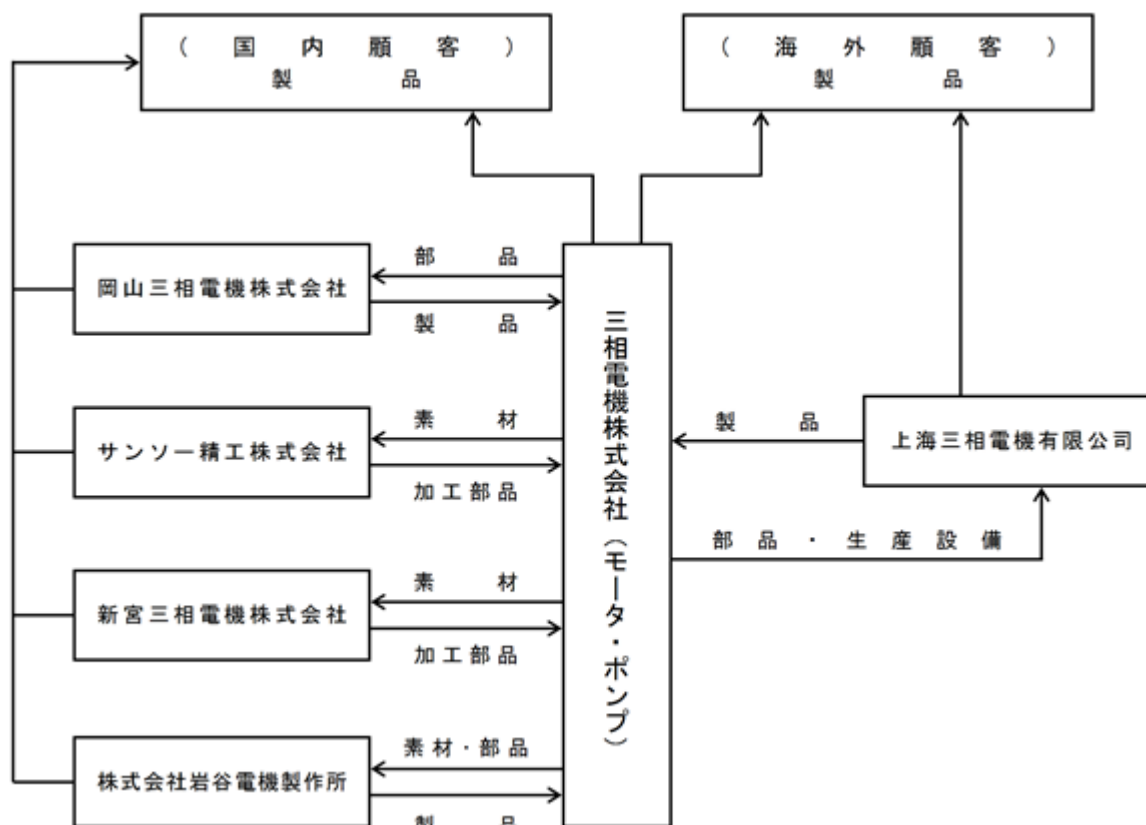 （国内顧客）
製品
（海外顧客）
製品
部品
岡山三相電機株式会社
製品
素材
サンソー精工株式会社
加工部品
素材
新宮三相電機株式会社
加工部品
素材・部品
株式会社岩谷電機製作所
製品
三相電機株式会社（モータ・ポンプ）
製品
上海三相電機有限公司
部品・生産設備